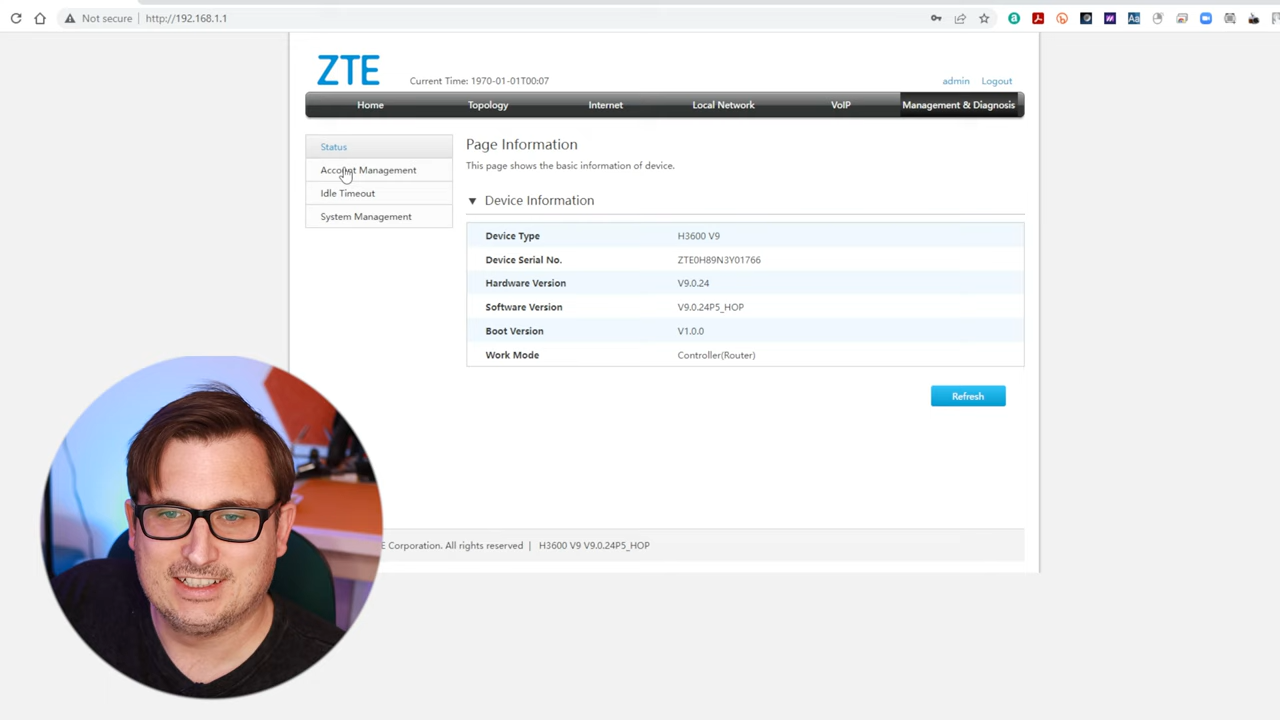 Not secure | http://192.168.1.1
ZTE
Current Time: 1970-01-01T00:07
admin Logout
Home Topology Internet Local Network VoIP Management & Diagnosis
Status
Account Management
Idle Timeout
System Management
Page Information
This page shows the basic information of device.
▼ Device Information
Device Type H3600 V9
Device Serial No. ZTE0H89N3Y01766
Hardware Version V9.0.24
Software Version V9.0.24P5_HOP
Boot Version V1.0.0
Work Mode Controller(Router)
Refresh
E Corporation. All rights reserved | H3600 V9 V9.0.24P5_HOP